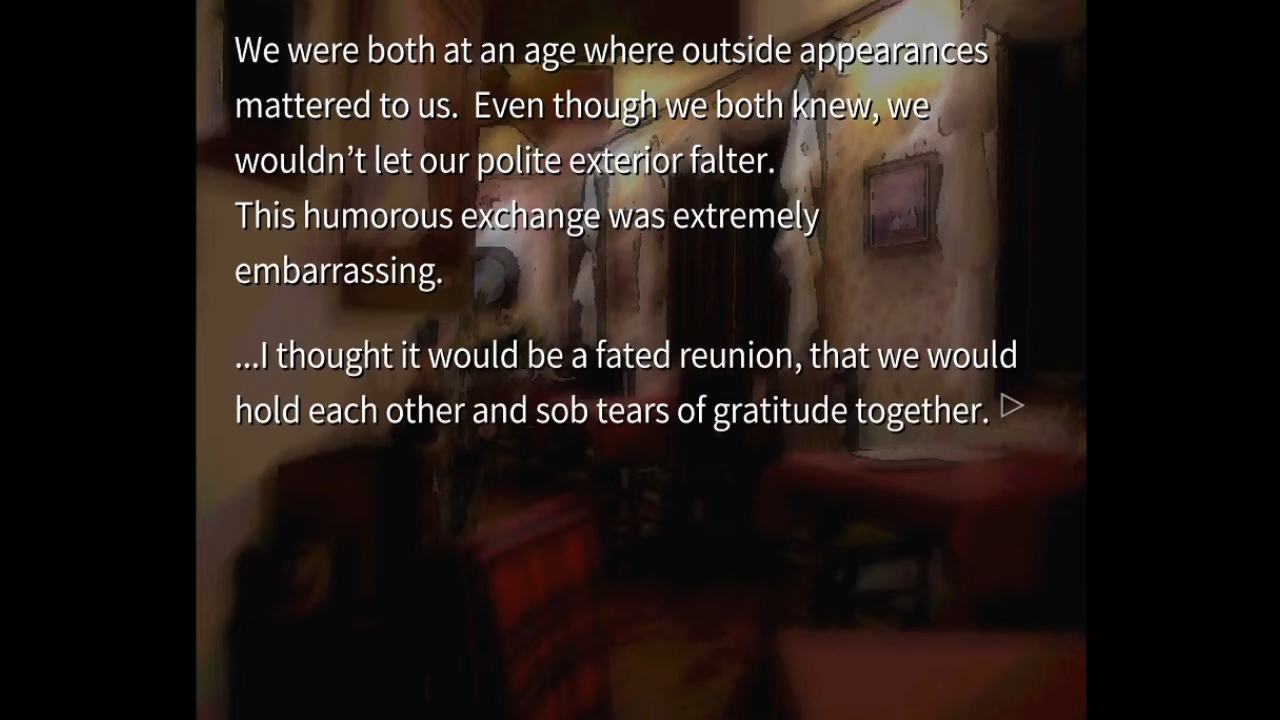 We were both at an age where outside appearances
mattered to us.  Even though we both knew, we
wouldn’t let our polite exterior falter.
This humorous exchange was extremely
embarrassing.
...I thought it would be a fated reunion, that we would
hold each other and sob tears of gratitude together.